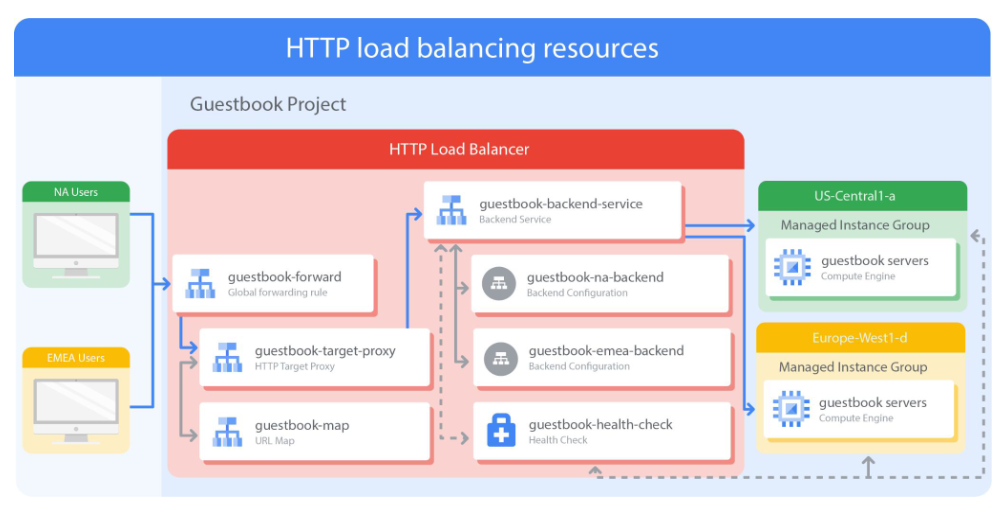 HTTP load balancing resources
Guestbook Project
HTTP Load Balancer
NA Users
EMEA Users
guestbook-forward
Global forwarding rule
guestbook-target-proxy
HTTP Target Proxy
guestbook-map
URL Map
guestbook-backend-service
Backend Service
guestbook-na-backend
Backend Configuration
guestbook-emea-backend
Backend Configuration
guestbook-health-check
Health Check
US-Central1-a
Managed Instance Group
guestbook servers
Compute Engine
Europe-West1-d
Managed Instance Group
guestbook servers
Compute Engine